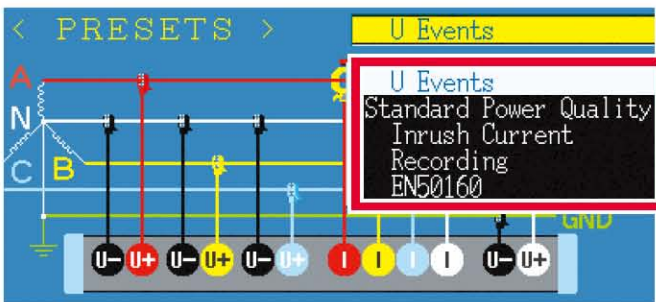 < PRESETS >
U Events
U Events
Standard Power Quality
Inrush Current
Recording
EN50160
A
N
C
B
GND
U- U+ U- U+ U- U+ I I I I U- U+